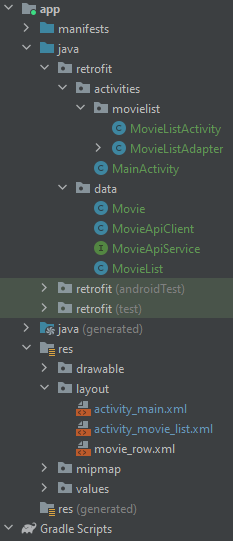 app
manifests
java
retrofit
activities
movielist
MovieListActivity
MovieListAdapter
MainActivity
data
Movie
MovieApiClient
MovieApiService
MovieList
retrofit (androidTest)
retrofit (test)
java (generated)
res
drawable
layout
activity_main.xml
activity_movie_list.xml
movie_row.xml
mipmap
values
res (generated)
Gradle Scripts